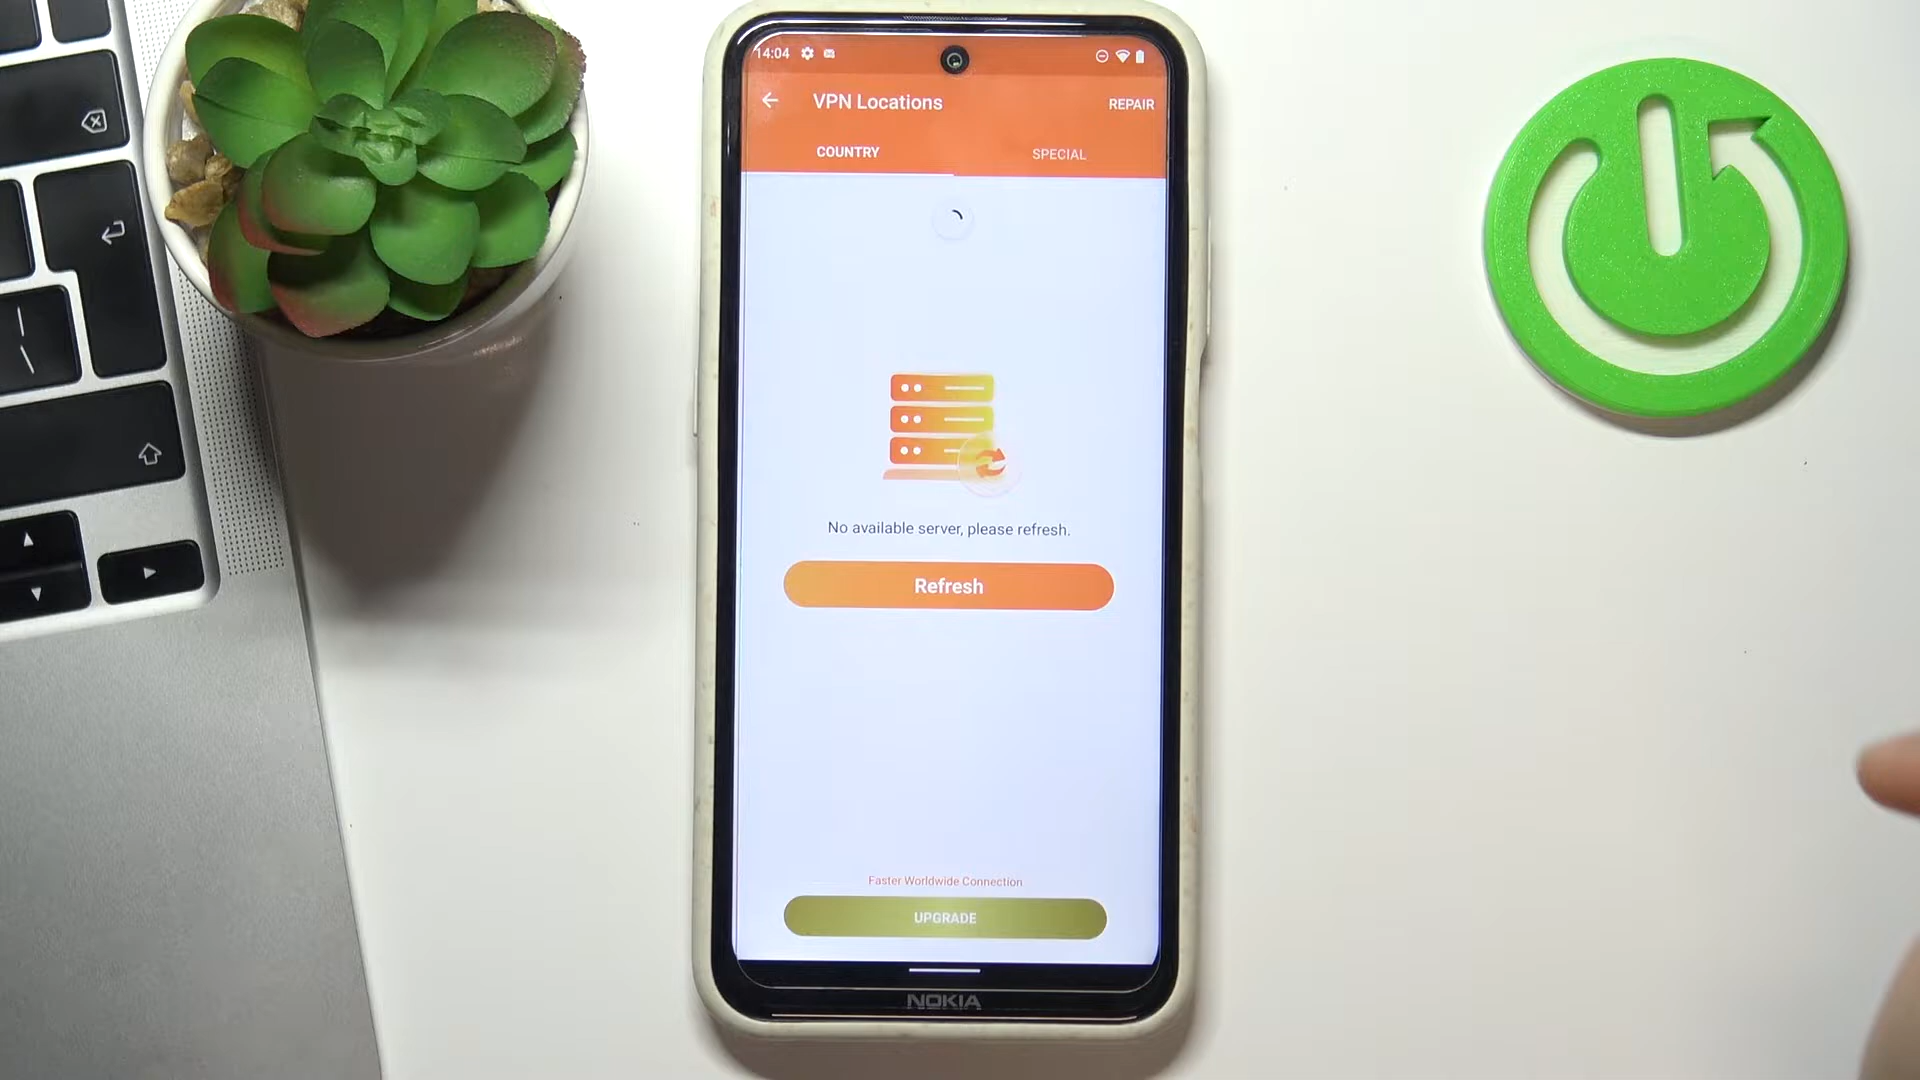 14:04
VPN Locations
REPAIR
COUNTRY
SPECIAL
No available server, please refresh.
Refresh
Faster Worldwide Connection
UPGRADE
NOKIA